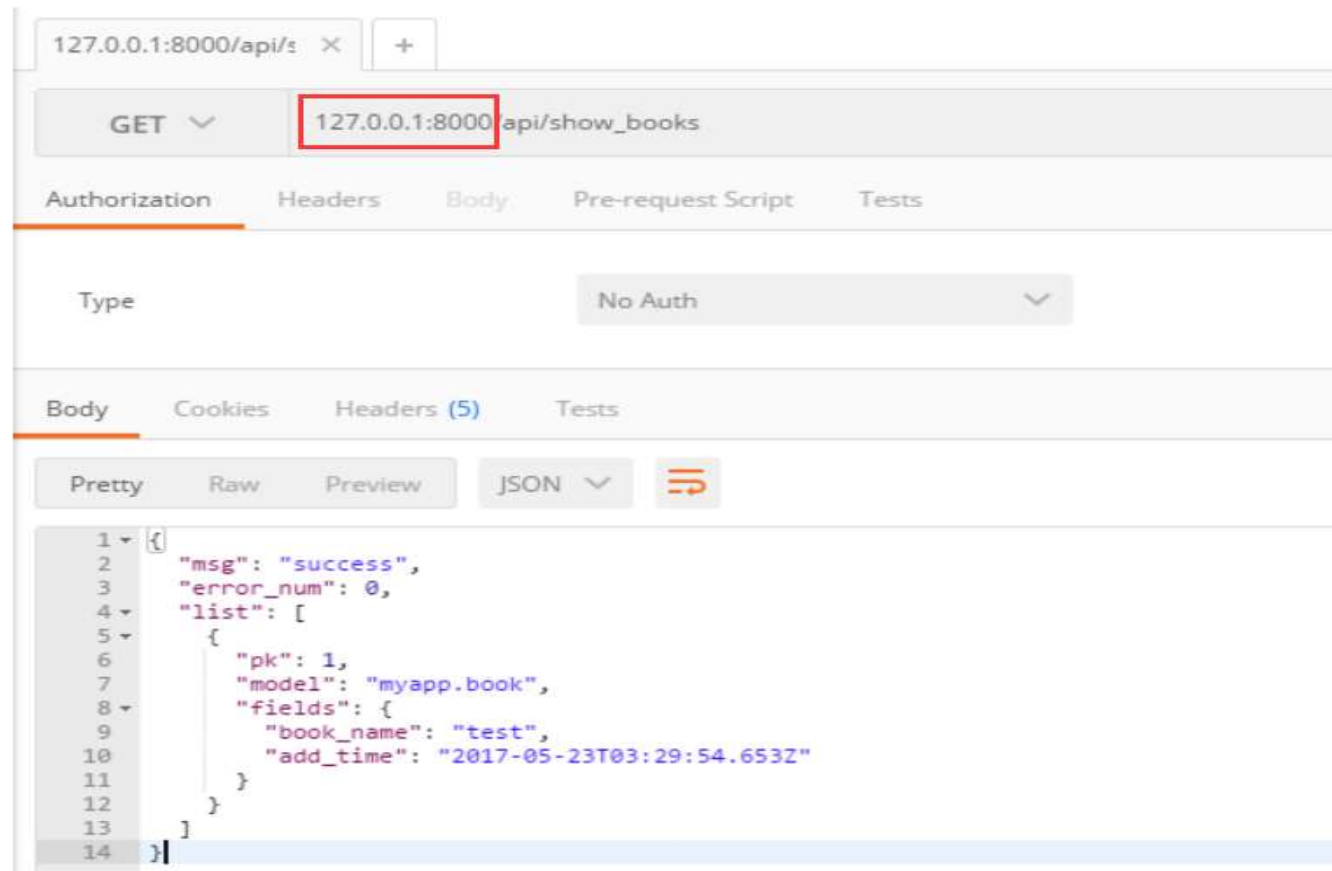 127.0.0.1:8000/api/s × +
GET 127.0.0.1:8000/api/show_books
Authorization Headers Body Pre-request Script Tests
Type No Auth
Body Cookies Headers (5) Tests
Pretty Raw Preview JSON
1 {
2 "msg": "success",
3 "error_num": 0,
4 "list": [
5 {
6 "pk": 1,
7 "model": "myapp.book",
8 "fields": {
9 "book_name": "test",
10 "add_time": "2017-05-23T03:29:54.653Z"
11 }
12 }
13 ]
14 }